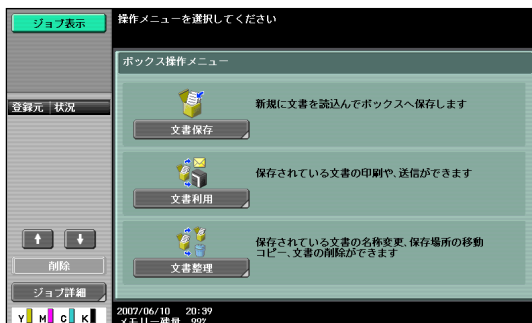 ジョブ表示
操作メニューを選択してください
ボックス操作メニュー
登録元 状況
新規に文書を読込んでボックスへ保存します
文書保存
保存されている文書の印刷や、送信ができます
文書利用
保存されている文書の名称変更、保存場所の移動
コピー、文書の削除ができます
文書整理
削除
ジョブ詳細
2007/06/10 20:39
メモリー残量 99%
Y M C K